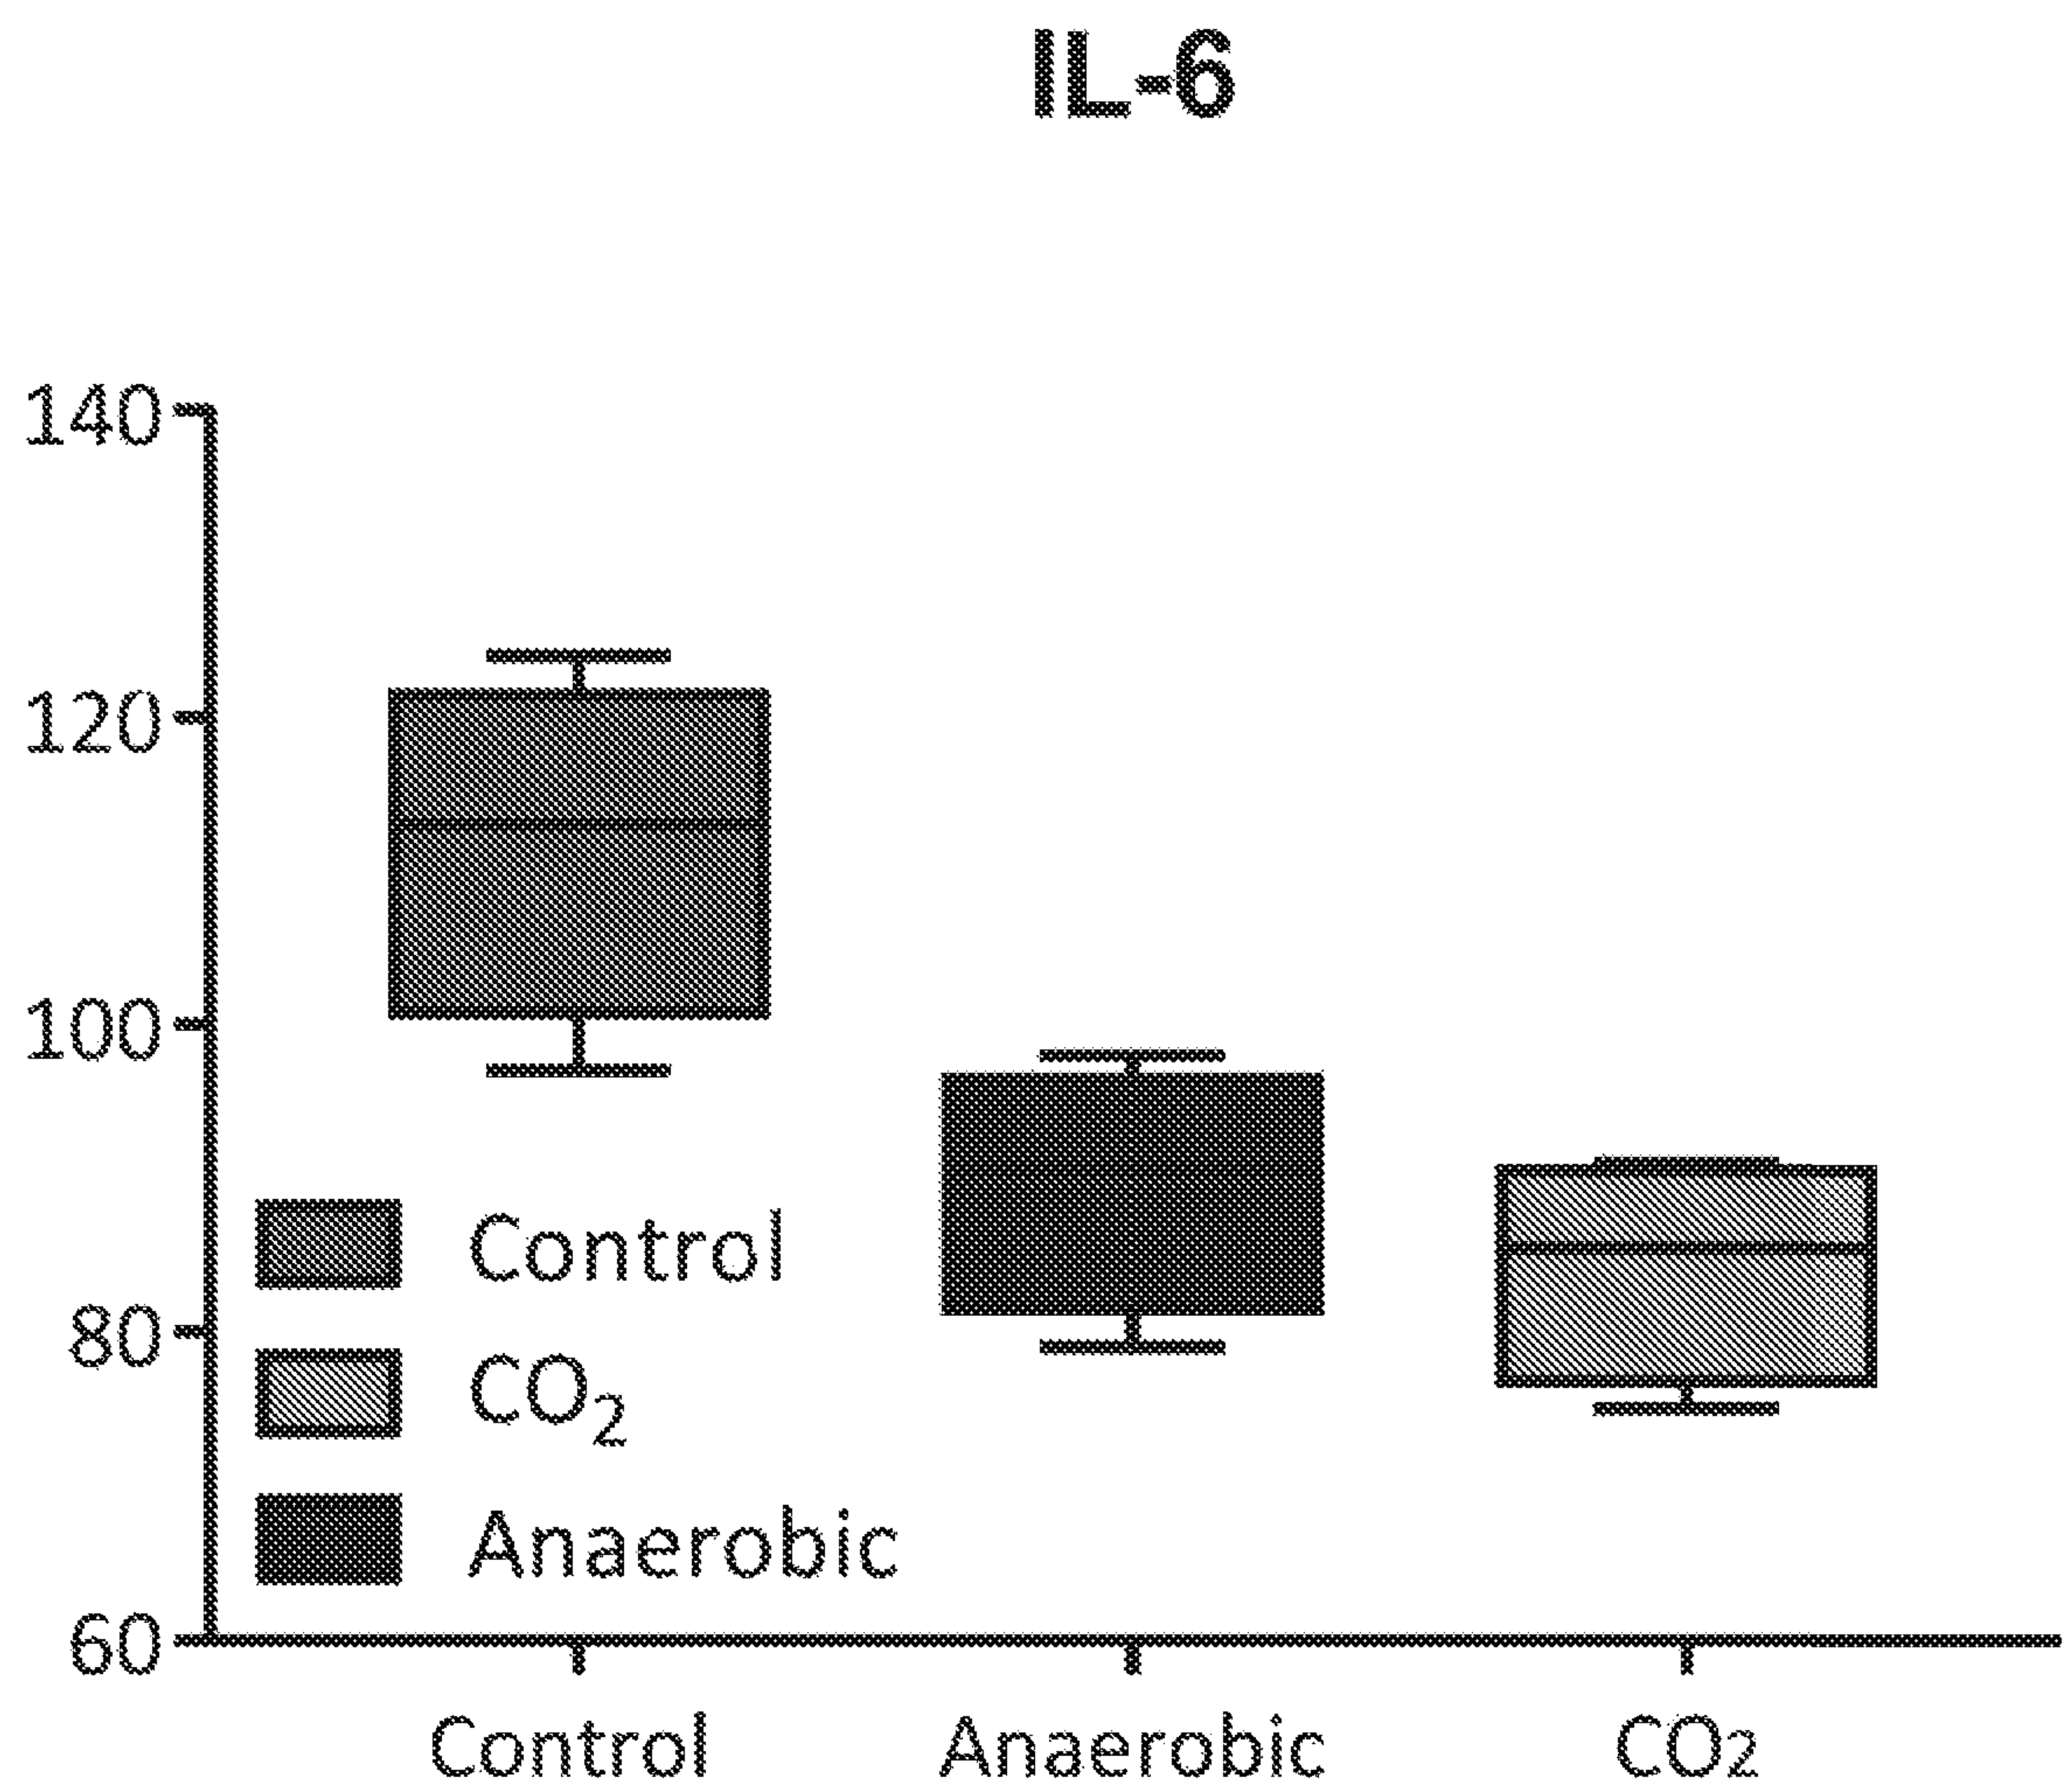 IL-6
140
120
100
80
60
Control
CO₂
Anaerobic
Control Anaerobic CO2